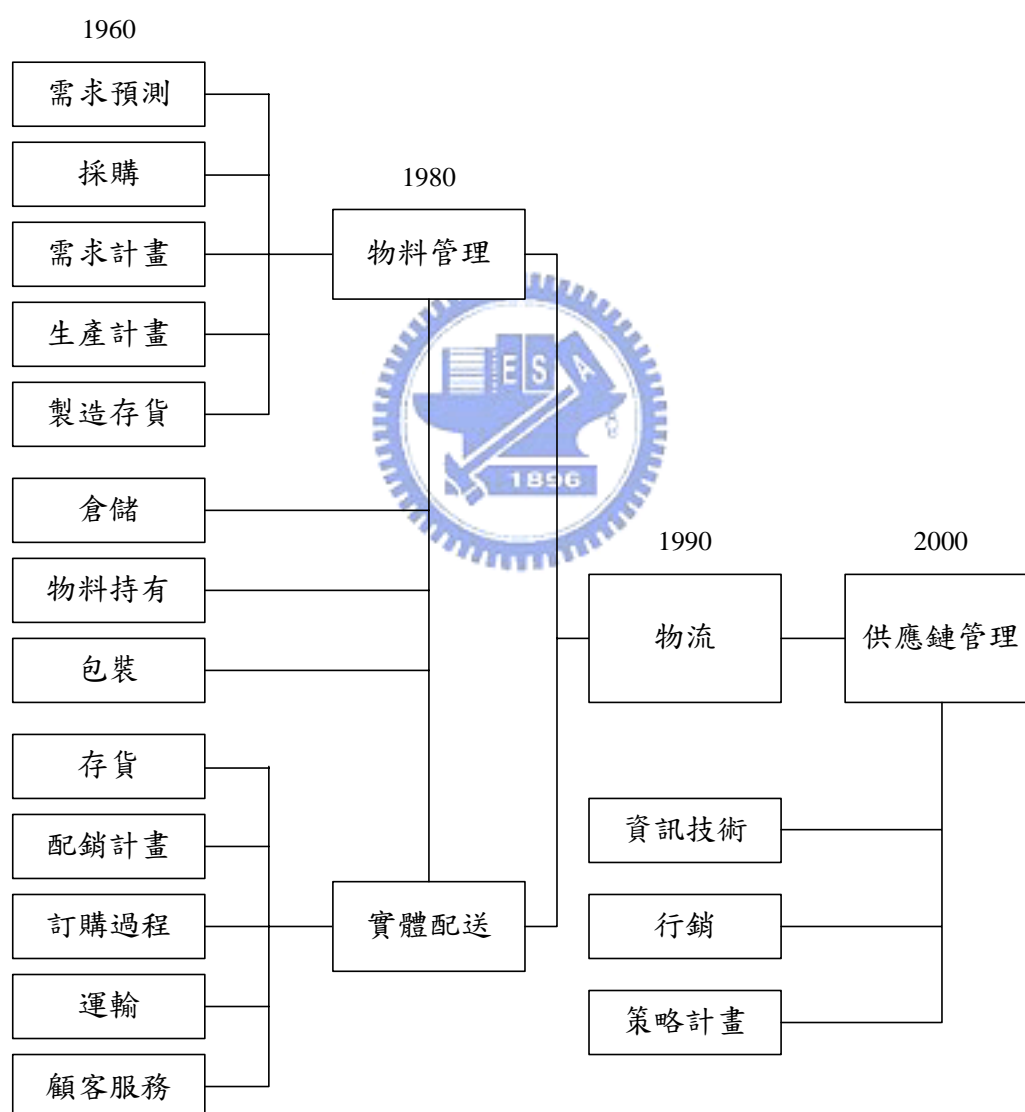 1960
需求預測
採購
需求計畫
生產計畫
製造存貨
倉儲
物料持有
包裝
存貨
配銷計畫
訂購過程
運輸
顧客服務
1980
物料管理
實體配送
E S A
1896
1990
物流
2000
供應鏈管理
資訊技術
行銷
策略計畫